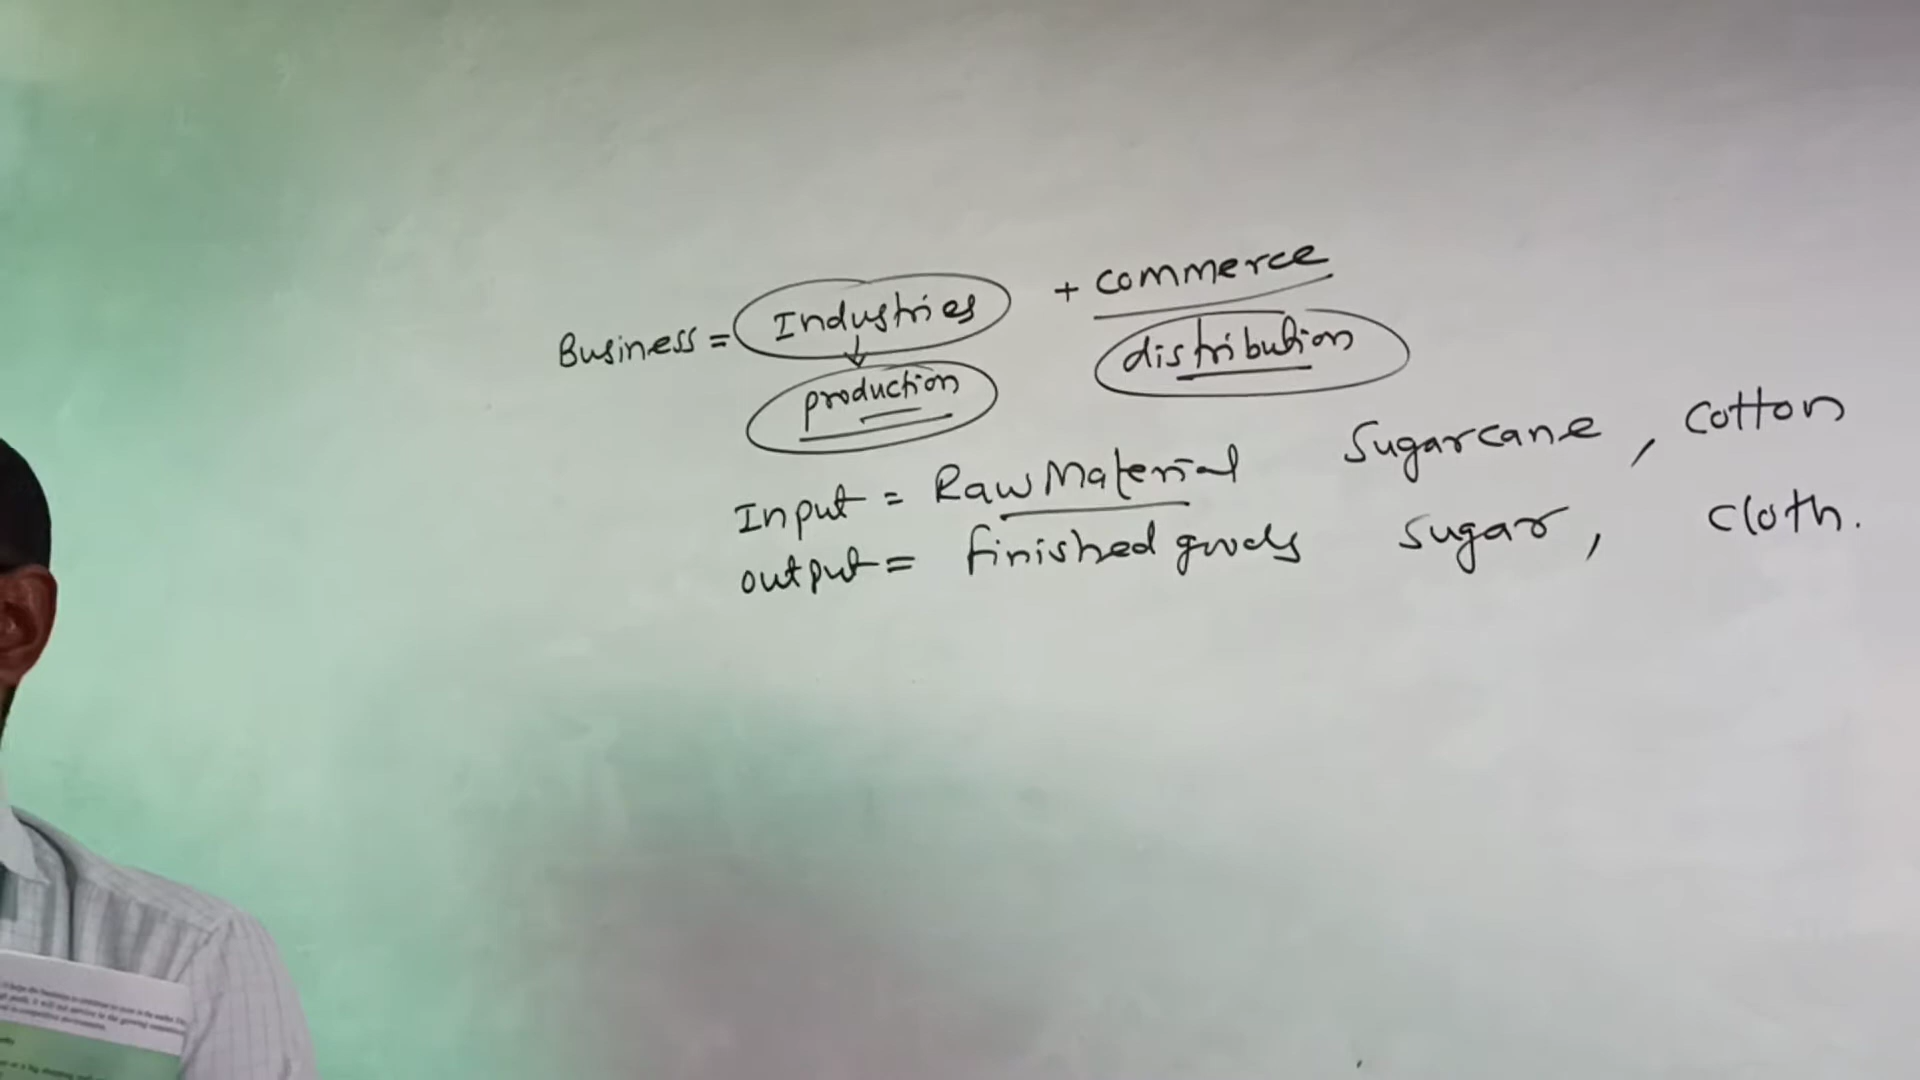 Business = Industries + commerce
production distribution
Input = Raw Material Sugarcane, cotton
output = finished goods sugar, cloth.